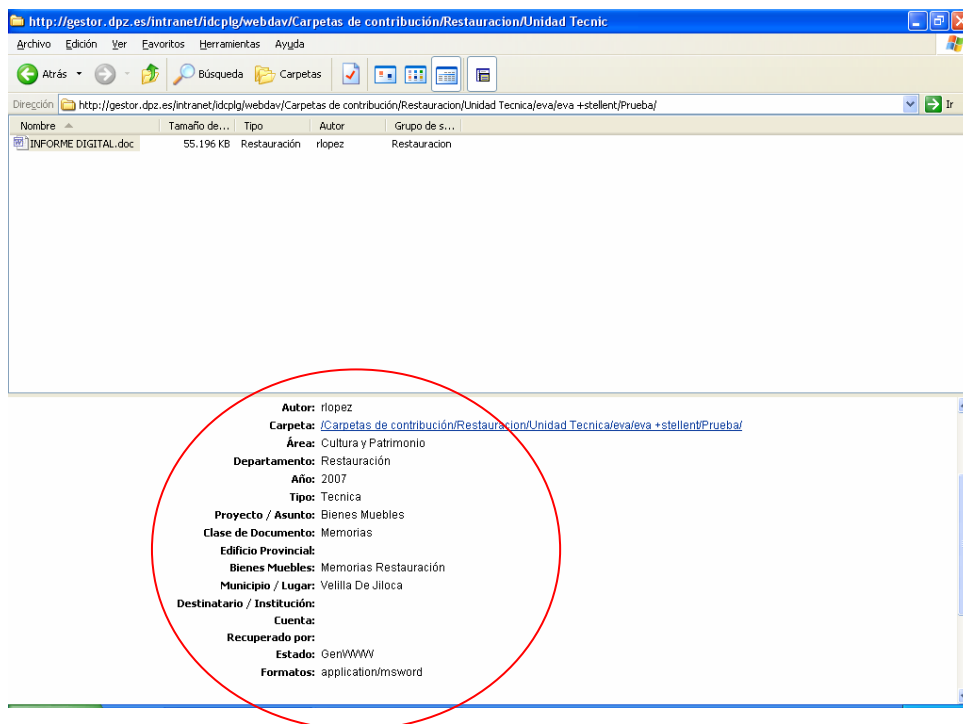 http://gestor.dpz.es/intranet/idcplg/webdav/Carpetas de contribución/Restauracion/Unidad Tecnic
Archivo Edición Ver Favoritos Herramientas Ayuda
Atrás Búsqueda Carpetas
Dirección http://gestor.dpz.es/intranet/idcplg/webdav/Carpetas de contribución/Restauracion/Unidad Tecnica/eva/eva +stellent/Prueba/ Ir
Nombre Tamaño de... Tipo Autor Grupo de s...
INFORME DIGITAL.doc 55.196 KB Restauración rlopez Restauracion
Autor: rlopez
Carpeta: /Carpetas de contribución/Restauracion/Unidad Tecnica/eva/eva +stellent/Prueba/
Área: Cultura y Patrimonio
Departamento: Restauración
Año: 2007
Tipo: Tecnica
Proyecto / Asunto: Bienes Muebles
Clase de Documento: Memorias
Edificio Provincial:
Bienes Muebles: Memorias Restauración
Municipio / Lugar: Velilla De Jiloca
Destinatario / Institución:
Cuenta:
Recuperado por:
Estado: GenWWW
Formatos: application/msword